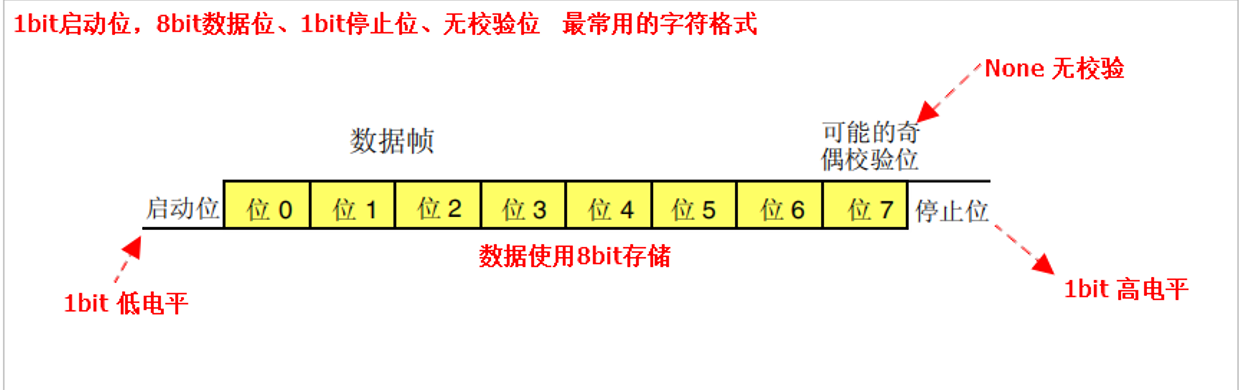 1bit启动位，8bit数据位、1bit停止位、无校验位 最常用的字符格式
None 无校验
数据帧
可能的奇
偶校验位
启动位 位 0 位 1 位 2 位 3 位 4 位 5 位 6 位 7 停止位
数据使用8bit存储
1bit 低电平
1bit 高电平